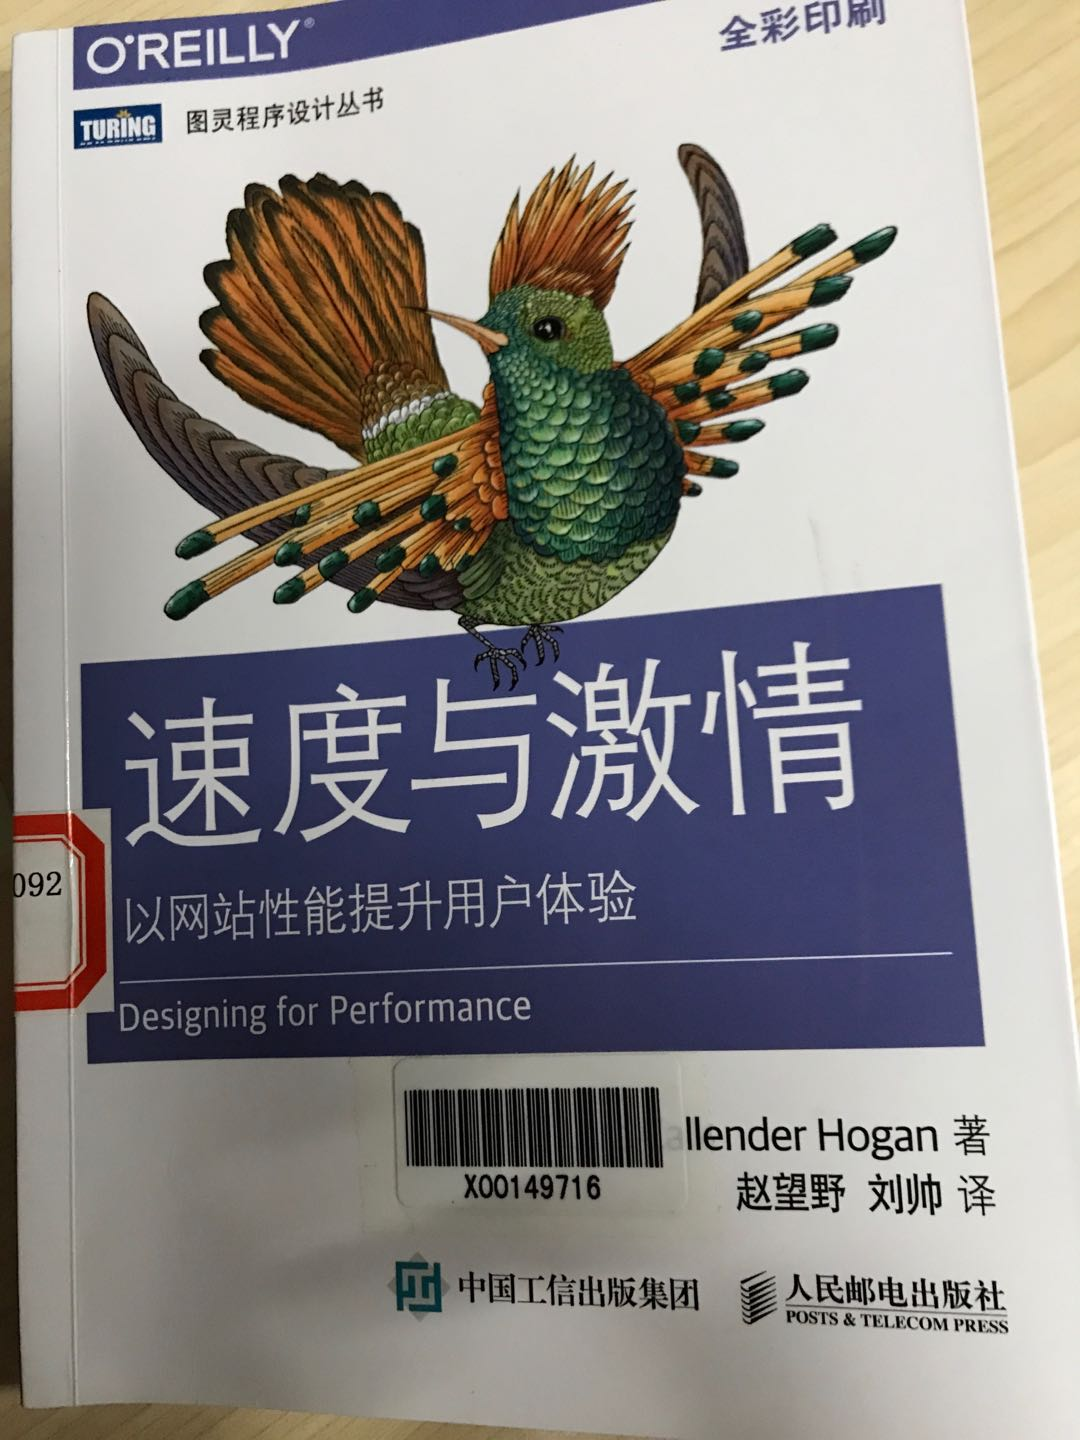 O'REILLY®
全彩印刷
TURING
图灵程序设计丛书
速度与激情
092
以网站性能提升用户体验
Designing for Performance
llender Hogan 著
X00149716
赵望野 刘帅 译
中国工信出版集团
人民邮电出版社
POSTS & TELECOM PRESS